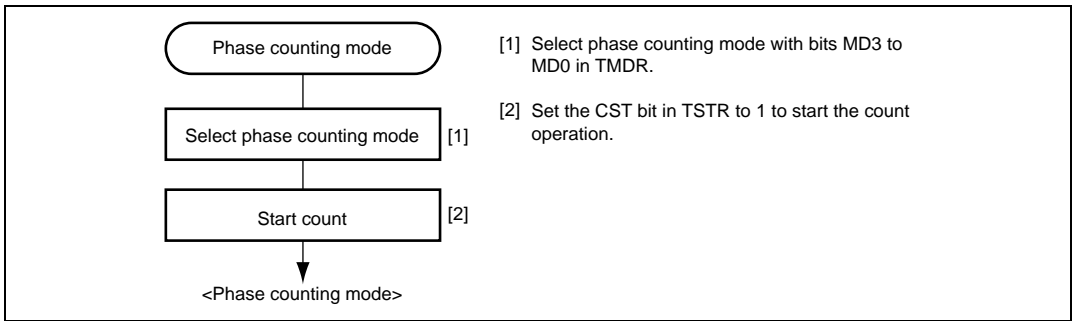 Phase counting mode
Select phase counting mode [1]
Start count [2]
<Phase counting mode>
[1] Select phase counting mode with bits MD3 to
MD0 in TMDR.
[2] Set the CST bit in TSTR to 1 to start the count
operation.